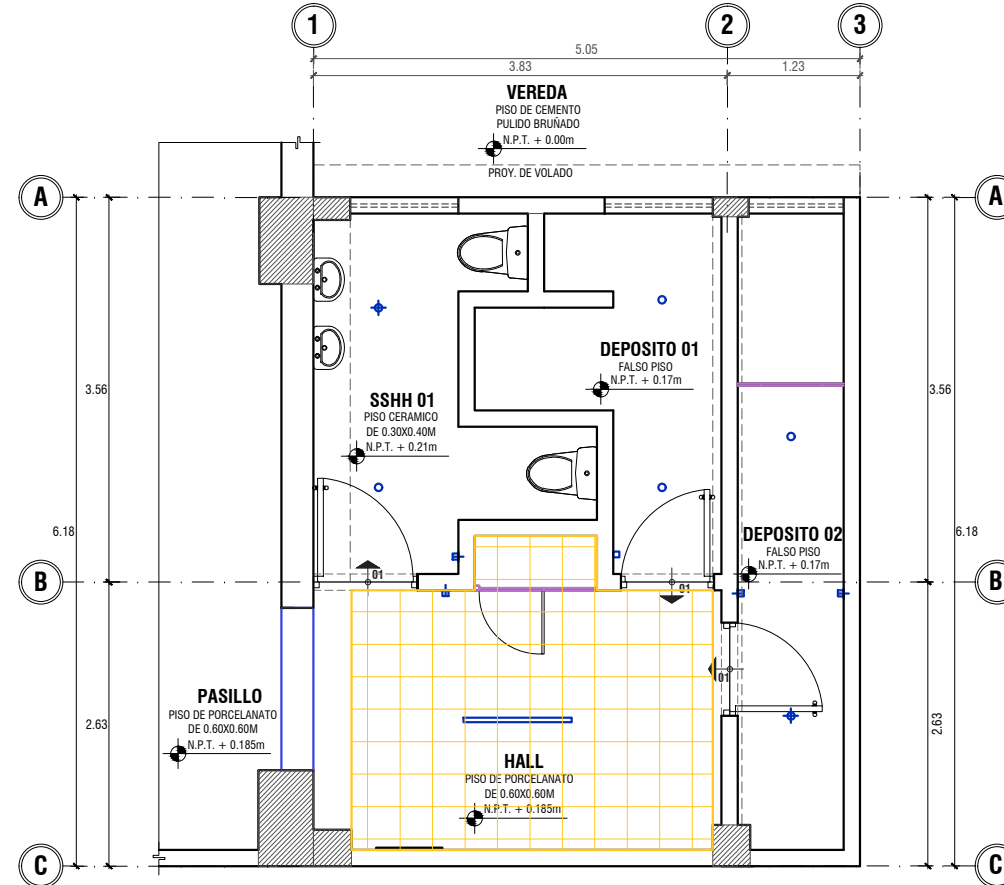 1
2
3
5.05
3.83
1.23
VEREDA
PISO DE CEMENTO
PULIDO BRUÑADO
N.P.T. + 0.00m
PROY. DE VOLADO
A
A
3.56
3.56
DEPOSITO 01
FALSO PISO
N.P.T. + 0.17m
SSHH 01
PISO CERAMICO
DE 0.30X0.40M
N.P.T. + 0.21m
6.18
6.18
DEPOSITO 02
FALSO PISO
N.P.T. + 0.17m
B
B
01
01
01
PASILLO
PISO DE PORCELANATO
DE 0.60X0.60M
N.P.T. + 0.185m
2.63
2.63
HALL
PISO DE PORCELANATO
DE 0.60X0.60M
N.P.T. + 0.185m
C
C